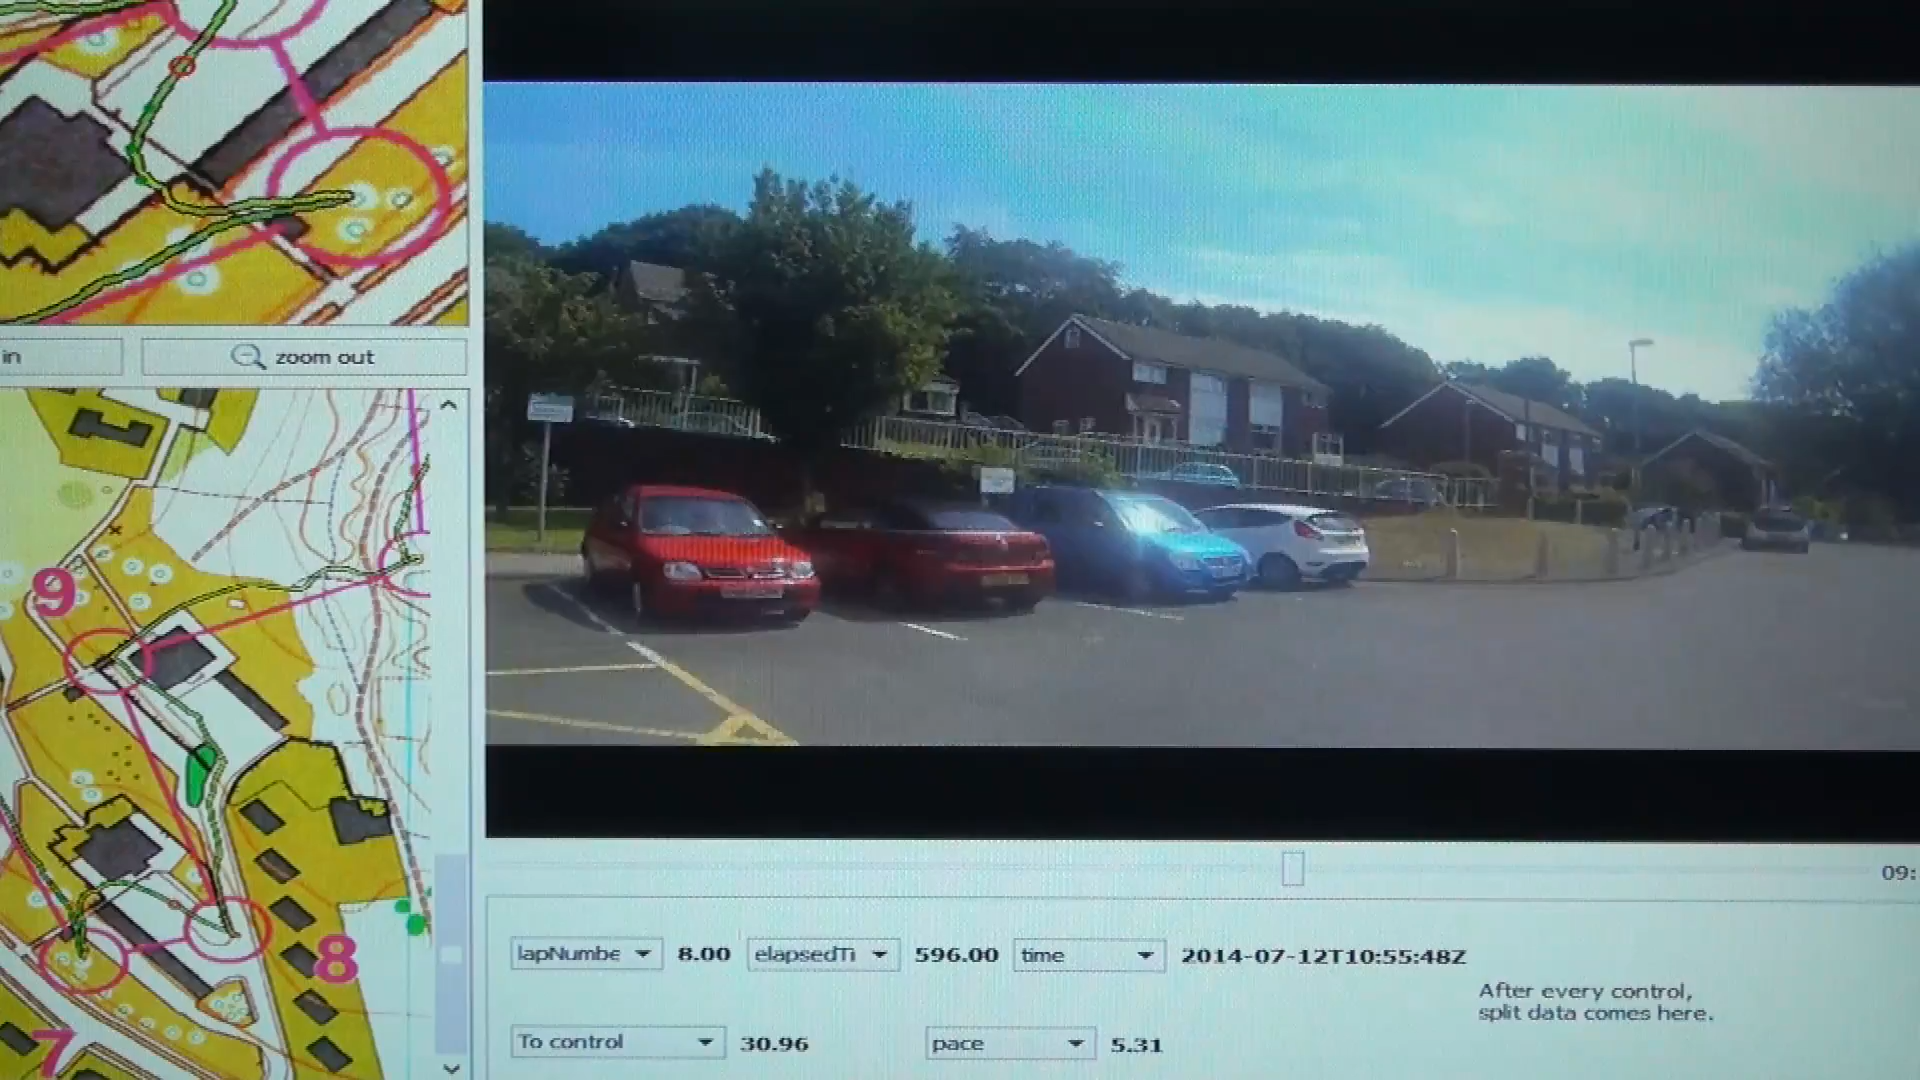 in
zoom out
9
8
7
09:
lapNumbe 8.00 elapsedTi 596.00 time 2014-07-12T10:55:48Z
After every control,
split data comes here.
To control 30.96 pace 5.31